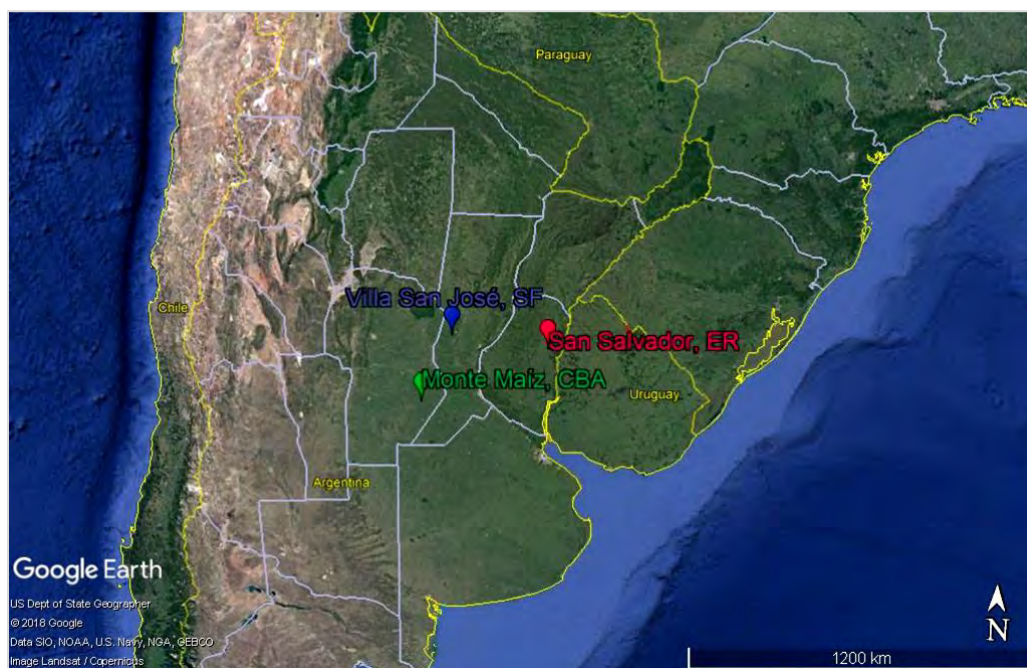 Paraguay
Villa San José, SF
Chile
San Salvador, ER
Monte Maíz, CBA
Uruguay
Argentina
Google Earth
US Dept of State Geographer
© 2018 Google
Data SIO, NOAA, U.S. Navy, NGA, GEBCO
Image Landsat / Copernicus
N
1200 km